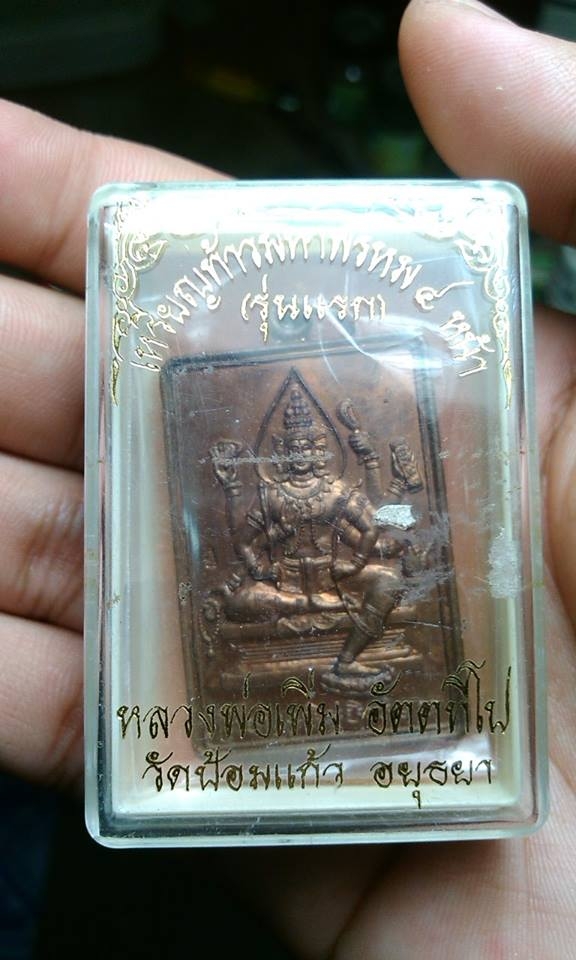 เหรียญท้าวมหาพรหม ๔ หน้า
(รุ่นแรก)
หลวงพ่อเพิ่ม อัตตทีโป
วัดป้อมแก้ว อยุธยา